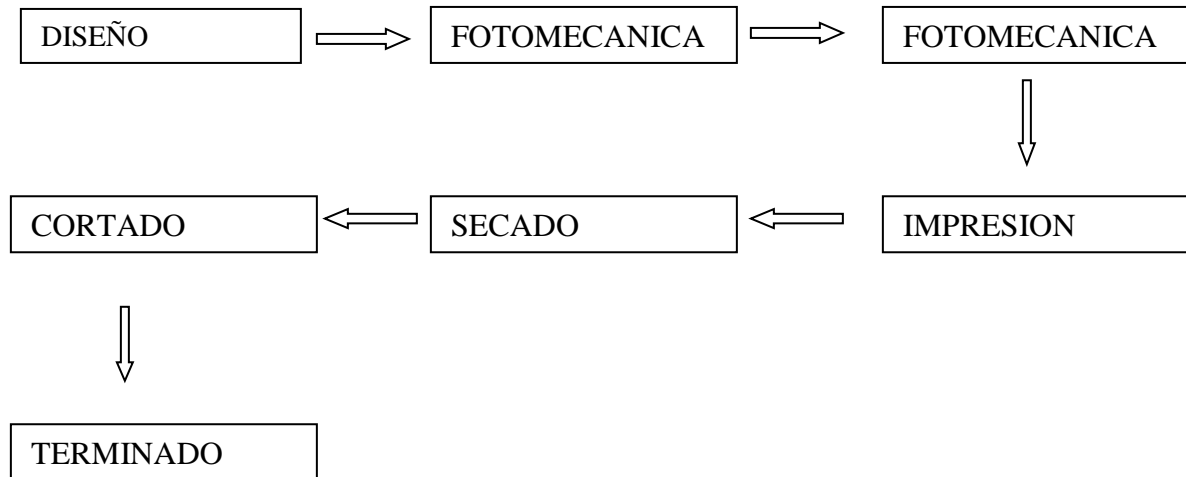 DISEÑO
FOTOMECANICA
FOTOMECANICA
IMPRESION
SECADO
CORTADO
TERMINADO